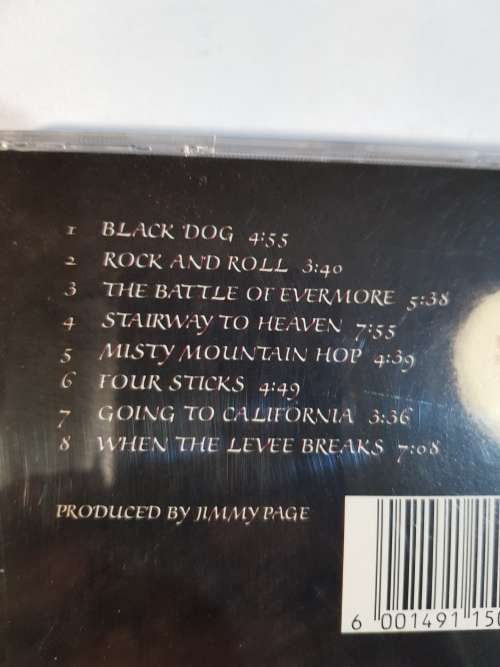 1 BLACK DOG 4:55
2 ROCK AND ROLL 3:40
3 THE BATTLE OF EVERMORE 5:38
4 STAIRWAY TO HEAVEN 7:55
5 MISTY MOUNTAIN HOP 4:39
6 FOUR STICKS 4:49
7 GOING TO CALIFORNIA 3:36
8 WHEN THE LEVEE BREAKS 7:08
PRODUCED BY JIMMY PAGE
6 001491 150